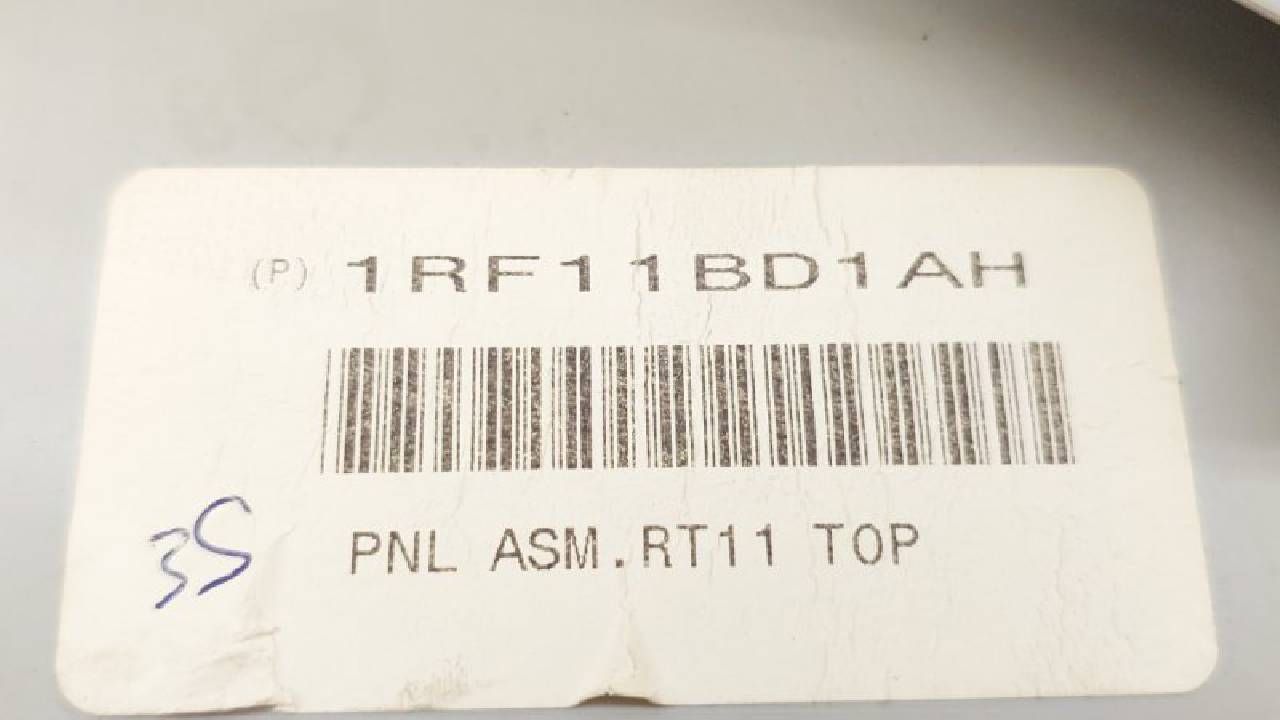 (P) 1RF11BD1AH
35
PNL ASM.RT11 TOP